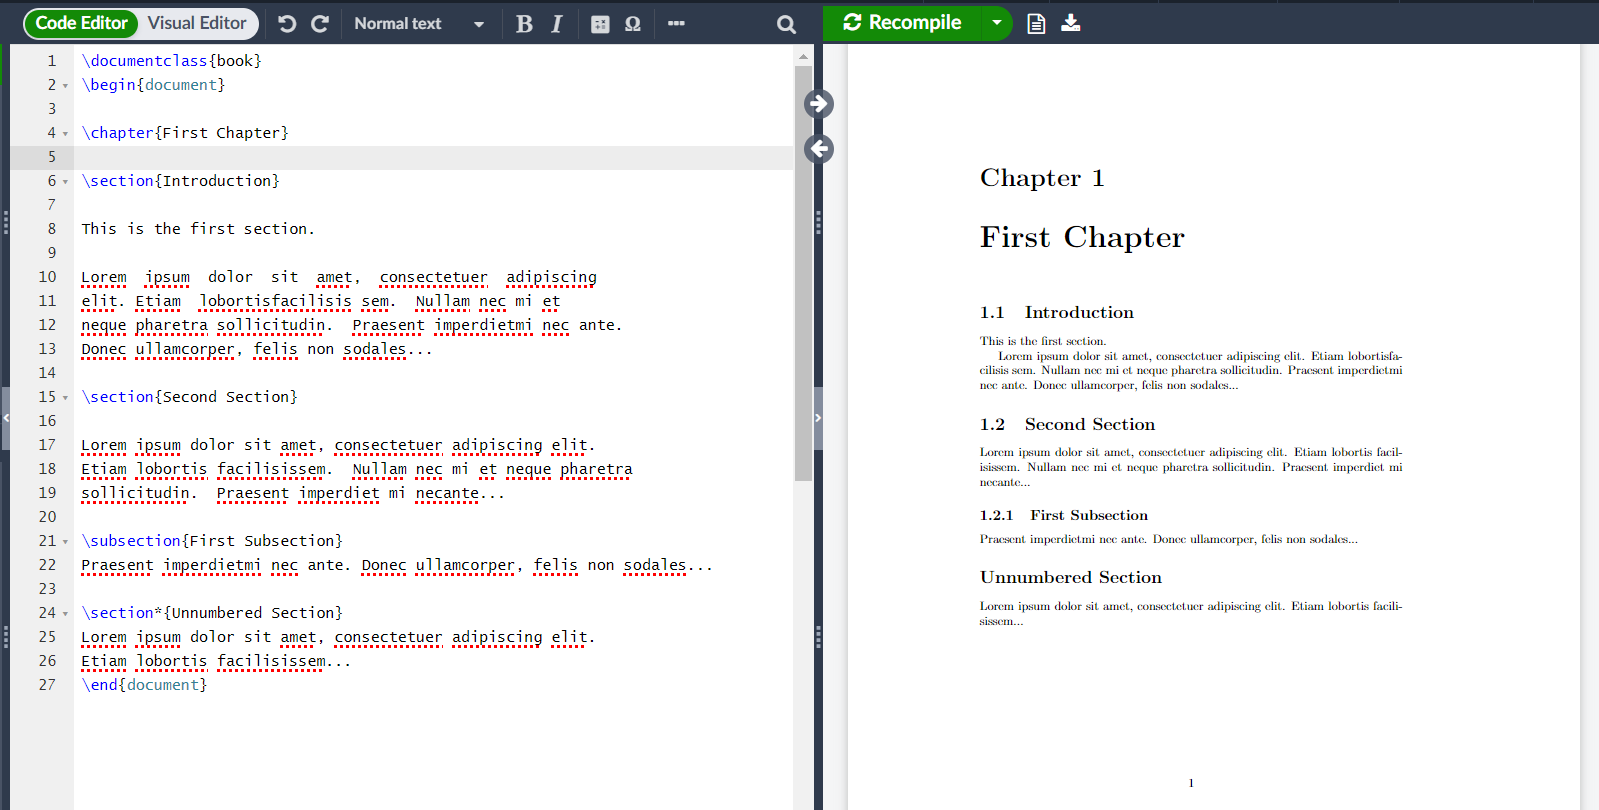 Code Editor Visual Editor Normal text B I Ω Recompile
1 \documentclass{book}
2 \begin{document}
3
4 \chapter{First Chapter}
5
6 \section{Introduction}
7
8 This is the first section.
9
10 Lorem  ipsum  dolor  sit  amet,  consectetuer  adipiscing
11 elit. Etiam  lobortisfacilisis sem.  Nullam nec mi et
12 neque pharetra sollicitudin.  Praesent imperdietmi nec ante.
13 Donec ullamcorper, felis non sodales...
14
15 \section{Second Section}
16
17 Lorem ipsum dolor sit amet, consectetuer adipiscing elit.
18 Etiam lobortis facilisissem.  Nullam nec mi et neque pharetra
19 sollicitudin.  Praesent imperdiet mi necante...
20
21 \subsection{First Subsection}
22 Praesent imperdietmi nec ante. Donec ullamcorper, felis non sodales...
23
24 \section*{Unnumbered Section}
25 Lorem ipsum dolor sit amet, consectetuer adipiscing elit.
26 Etiam lobortis facilisissem...
27 \end{document}
Chapter 1
First Chapter
1.1 Introduction
This is the first section.
Lorem ipsum dolor sit amet, consectetuer adipiscing elit. Etiam lobortisfa-
cilisis sem. Nullam nec mi et neque pharetra sollicitudin. Praesent imperdietmi
nec ante. Donec ullamcorper, felis non sodales...
1.2 Second Section
Lorem ipsum dolor sit amet, consectetuer adipiscing elit. Etiam lobortis facil-
isissem. Nullam nec mi et neque pharetra sollicitudin. Praesent imperdiet mi
necante...
1.2.1 First Subsection
Praesent imperdietmi nec ante. Donec ullamcorper, felis non sodales...
Unnumbered Section
Lorem ipsum dolor sit amet, consectetuer adipiscing elit. Etiam lobortis facili-
sissem...
1